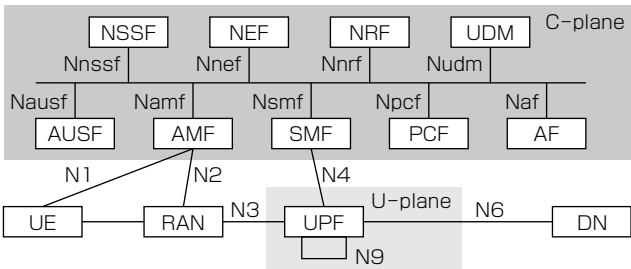 NSSF NEF NRF UDM C-plane
Nnssf Nnef Nnrf Nudm
Nausf Namf Nsmf Npcf Naf
AUSF AMF SMF PCF AF
N1 N2 N4
U-plane
UE RAN N3 UPF N6 DN
N9